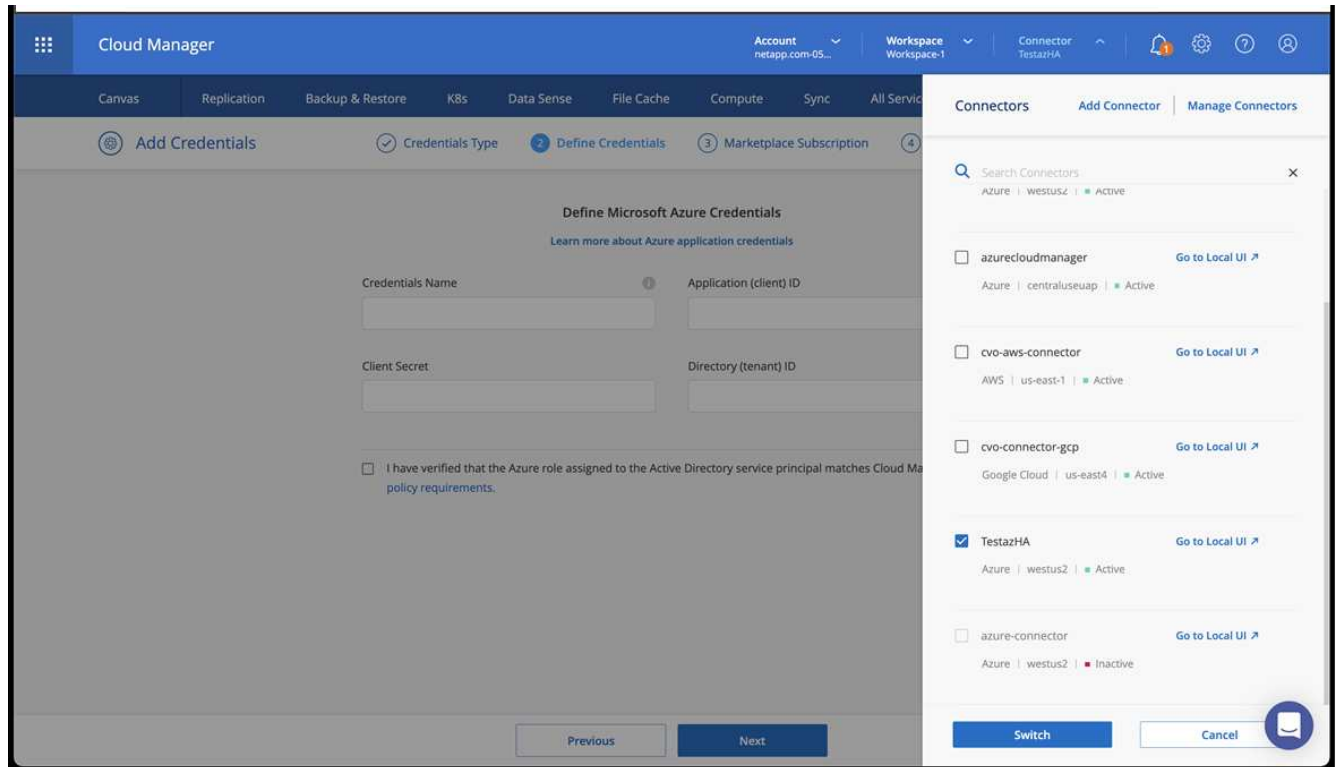 Cloud Manager
Account
netapp.com-05...
Workspace
Workspace-1
Connector
TestazHA
1
Canvas Replication Backup & Restore K8s Data Sense File Cache Compute Sync All Servic
Add Credentials
Credentials Type
2 Define Credentials
3 Marketplace Subscription
4
Define Microsoft Azure Credentials
Learn more about Azure application credentials
Credentials Name
Application (client) ID
Client Secret
Directory (tenant) ID
I have verified that the Azure role assigned to the Active Directory service principal matches Cloud Ma
policy requirements.
Previous
Next
Connectors
Add Connector | Manage Connectors
Search Connectors
Azure | westus2 | Active
azurecloudmanager Go to Local UI
Azure | centraluseuap | Active
cvo-aws-connector Go to Local UI
AWS | us-east-1 | Active
cvo-connector-gcp Go to Local UI
Google Cloud | us-east4 | Active
TestazHA Go to Local UI
Azure | westus2 | Active
azure-connector Go to Local UI
Azure | westus2 | Inactive
Switch
Cancel